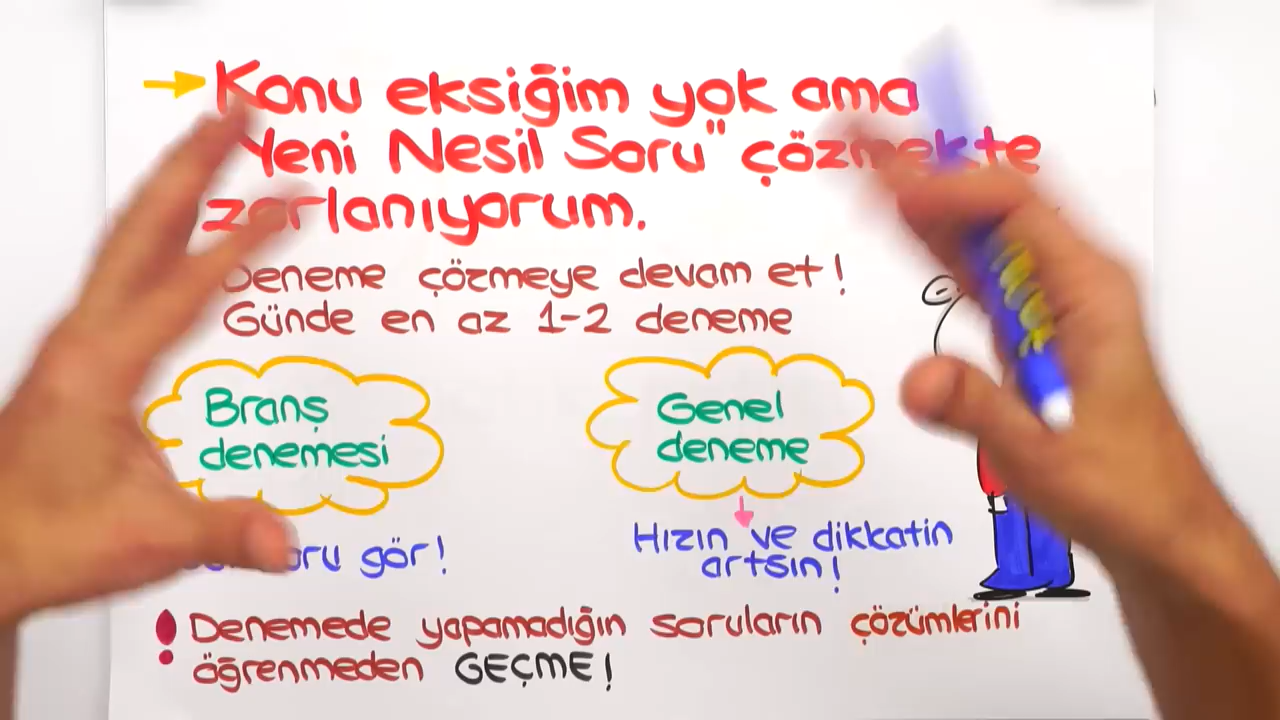 Konu eksiğim yok ama
Yeni Nesil Soru" çözmekte
zorlanıyorum.
Deneme çözmeye devam et!
Günde en az 1-2 deneme
Branş
denemesi
Genel
deneme
gör!
Hızın ve dikkatin
artsın!
Denemede yapamadığın soruların çözümlerini
öğrenmeden GEÇME!